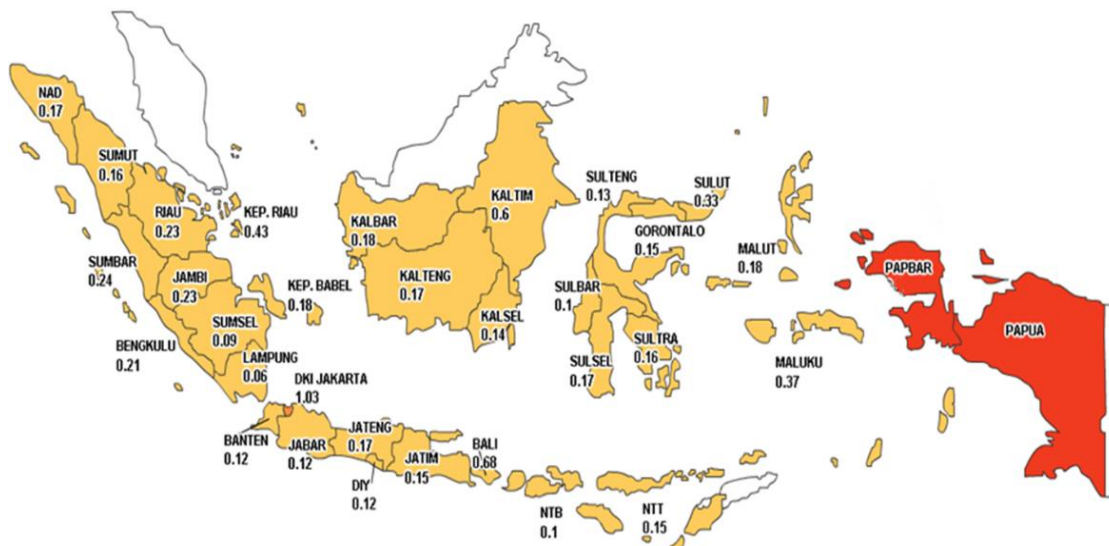 NAD
0.17
SUMUT
0.16
RIAU
0.23
KEP. RIAU
0.43
SUMBAR
0.24
JAMBI
0.23
KEP. BABEL
0.18
SUMSEL
0.09
BENGKULU
0.21
LAMPUNG
0.06
DKI JAKARTA
1.03
BANTEN
0.12
JABAR
0.12
JATENG
0.17
DIY
0.12
JATIM
0.15
BALI
0.68
NTB
0.1
NTT
0.15
KALBAR
0.18
KALTENG
0.17
KALTIM
0.6
KALSEL
0.14
SULTENG
0.13
SULUT
0.33
GORONTALO
0.15
SULBAR
0.1
SULSEL
0.17
SULTRA
0.16
MALUT
0.18
MALUKU
0.37
PAPBAR
PAPUA